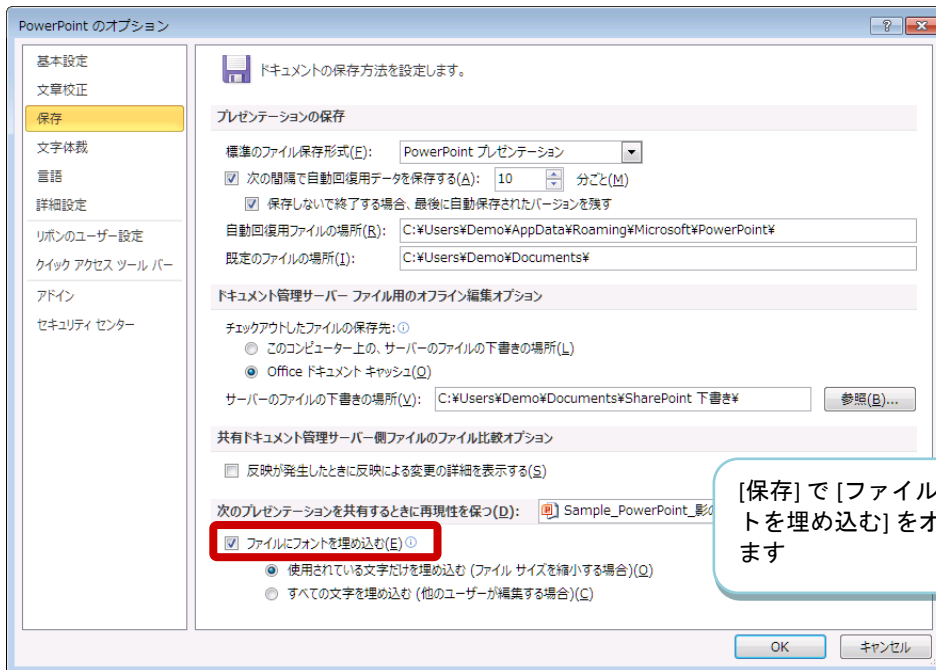 PowerPoint のオプション
基本設定
文章校正
保存
文字体裁
言語
詳細設定
リボンのユーザー設定
クイック アクセス ツール バー
アドイン
セキュリティ センター
ドキュメントの保存方法を設定します。
プレゼンテーションの保存
標準のファイル保存形式(F): PowerPoint プレゼンテーション
次の間隔で自動回復用データを保存する(A): 10 分ごと(M)
保存しないで終了する場合、最後に自動保存されたバージョンを残す
自動回復用ファイルの場所(R): C:¥Users¥Demo¥AppData¥Roaming¥Microsoft¥PowerPoint¥
既定のファイルの場所(I): C:¥Users¥Demo¥Documents¥
ドキュメント管理サーバー ファイル用のオフライン編集オプション
チェックアウトしたファイルの保存先:
このコンピューター上の、サーバーのファイルの下書きの場所(L)
Office ドキュメント キャッシュ(O)
サーバーのファイルの下書きの場所(V): C:¥Users¥Demo¥Documents¥SharePoint 下書き¥ 参照(B)...
共有ドキュメント管理サーバー側ファイルのファイル比較オプション
反映が発生したときに反映による変更の詳細を表示する(S)
次のプレゼンテーションを共有するときに再現性を保つ(D): Sample_PowerPoint_影の
ファイルにフォントを埋め込む(E)
使用されている文字だけを埋め込む (ファイル サイズを縮小する場合)(O)
すべての文字を埋め込む (他のユーザーが編集する場合)(C)
[保存] で [ファイル
トを埋め込む] をオ
ます
OK キャンセル